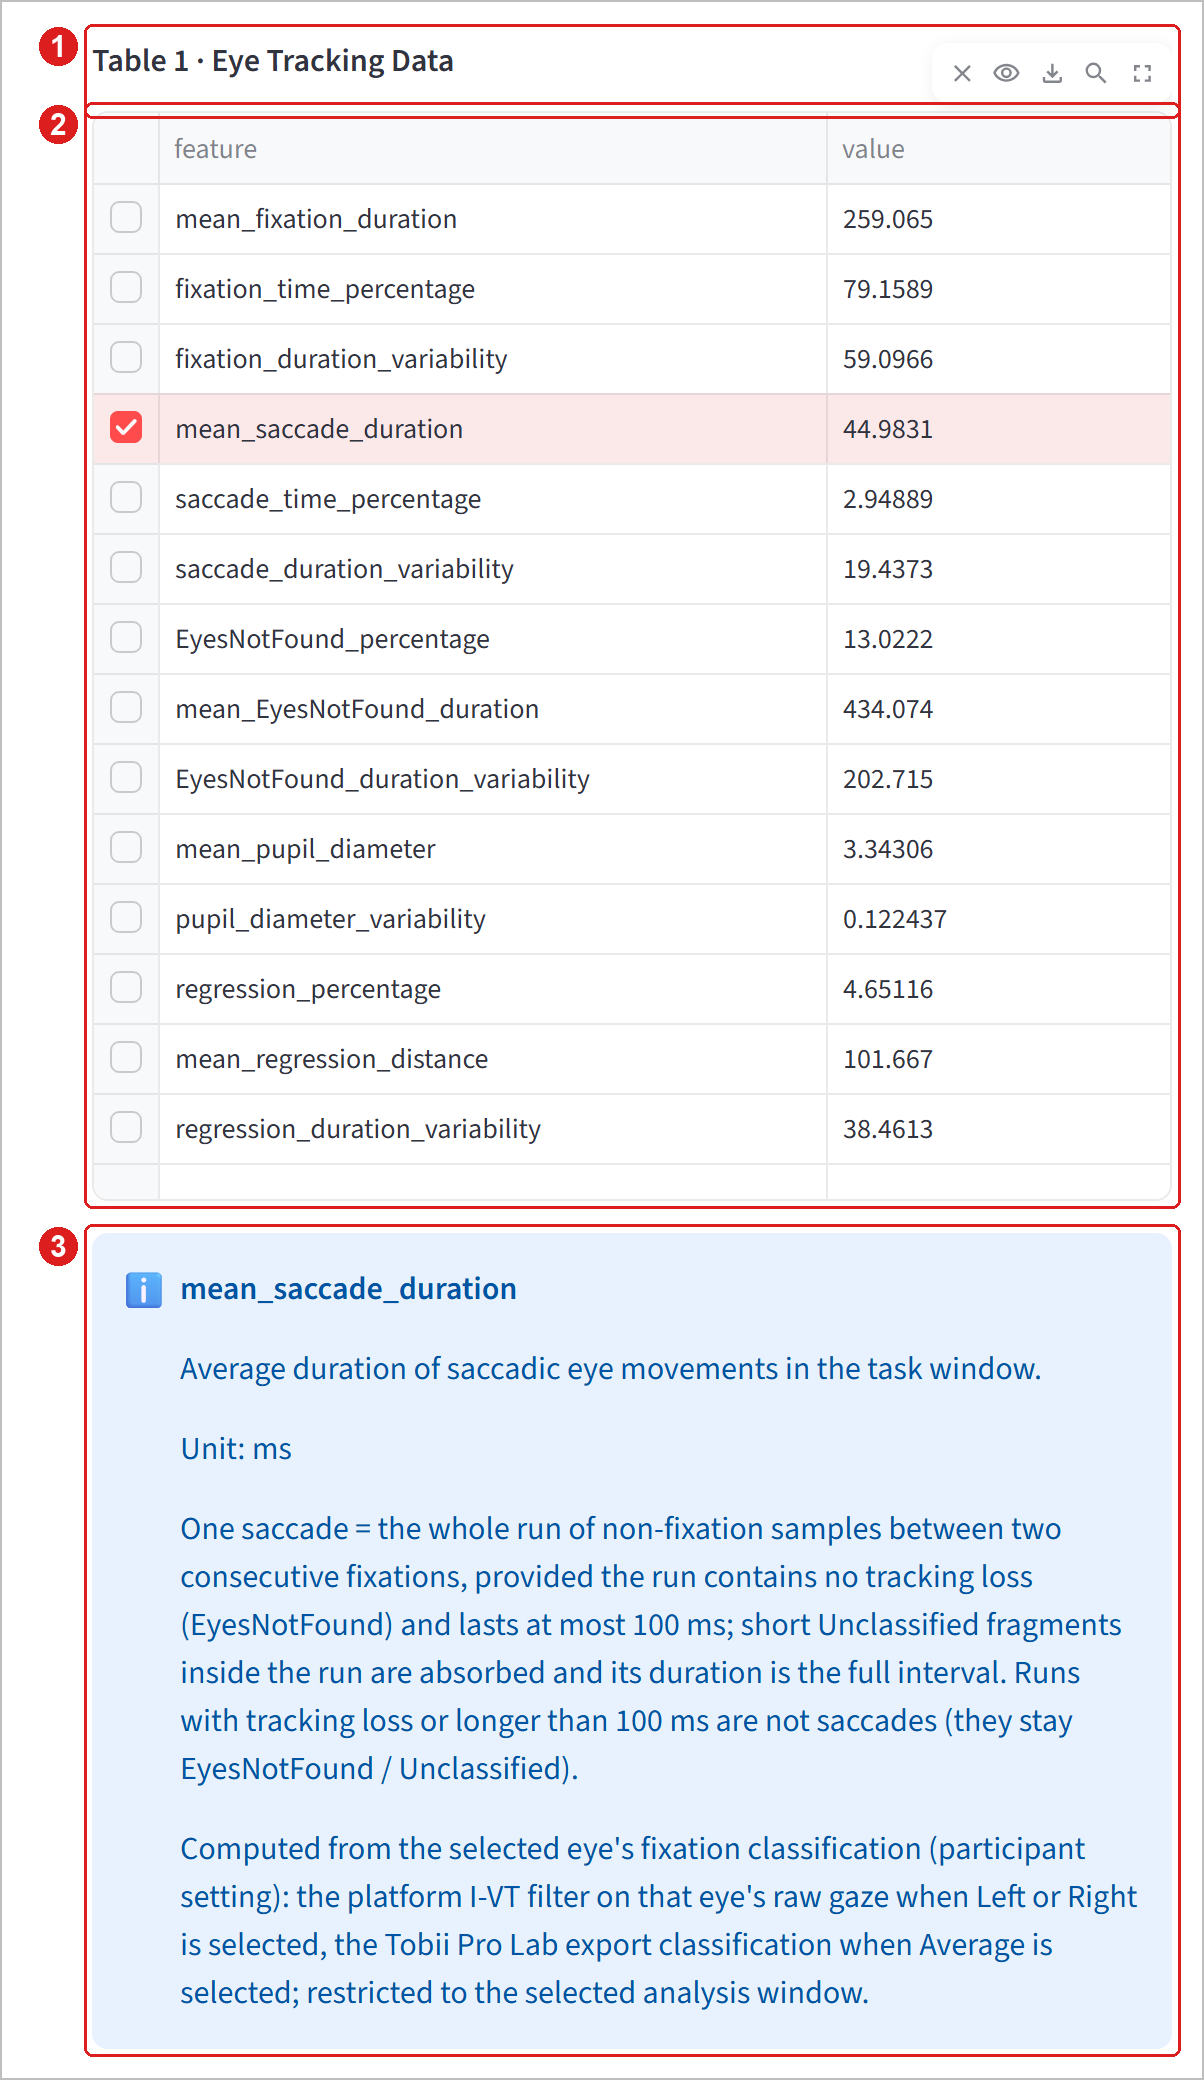 1
Table 1 · Eye Tracking Data
2
feature value
mean_fixation_duration 259.065
fixation_time_percentage 79.1589
fixation_duration_variability 59.0966
mean_saccade_duration 44.9831
saccade_time_percentage 2.94889
saccade_duration_variability 19.4373
EyesNotFound_percentage 13.0222
mean_EyesNotFound_duration 434.074
EyesNotFound_duration_variability 202.715
mean_pupil_diameter 3.34306
pupil_diameter_variability 0.122437
regression_percentage 4.65116
mean_regression_distance 101.667
regression_duration_variability 38.4613
3
mean_saccade_duration
Average duration of saccadic eye movements in the task window.
Unit: ms
One saccade = the whole run of non-fixation samples between two
consecutive fixations, provided the run contains no tracking loss
(EyesNotFound) and lasts at most 100 ms; short Unclassified fragments
inside the run are absorbed and its duration is the full interval. Runs
with tracking loss or longer than 100 ms are not saccades (they stay
EyesNotFound / Unclassified).
Computed from the selected eye's fixation classification (participant
setting): the platform I-VT filter on that eye's raw gaze when Left or Right
is selected, the Tobii Pro Lab export classification when Average is
selected; restricted to the selected analysis window.